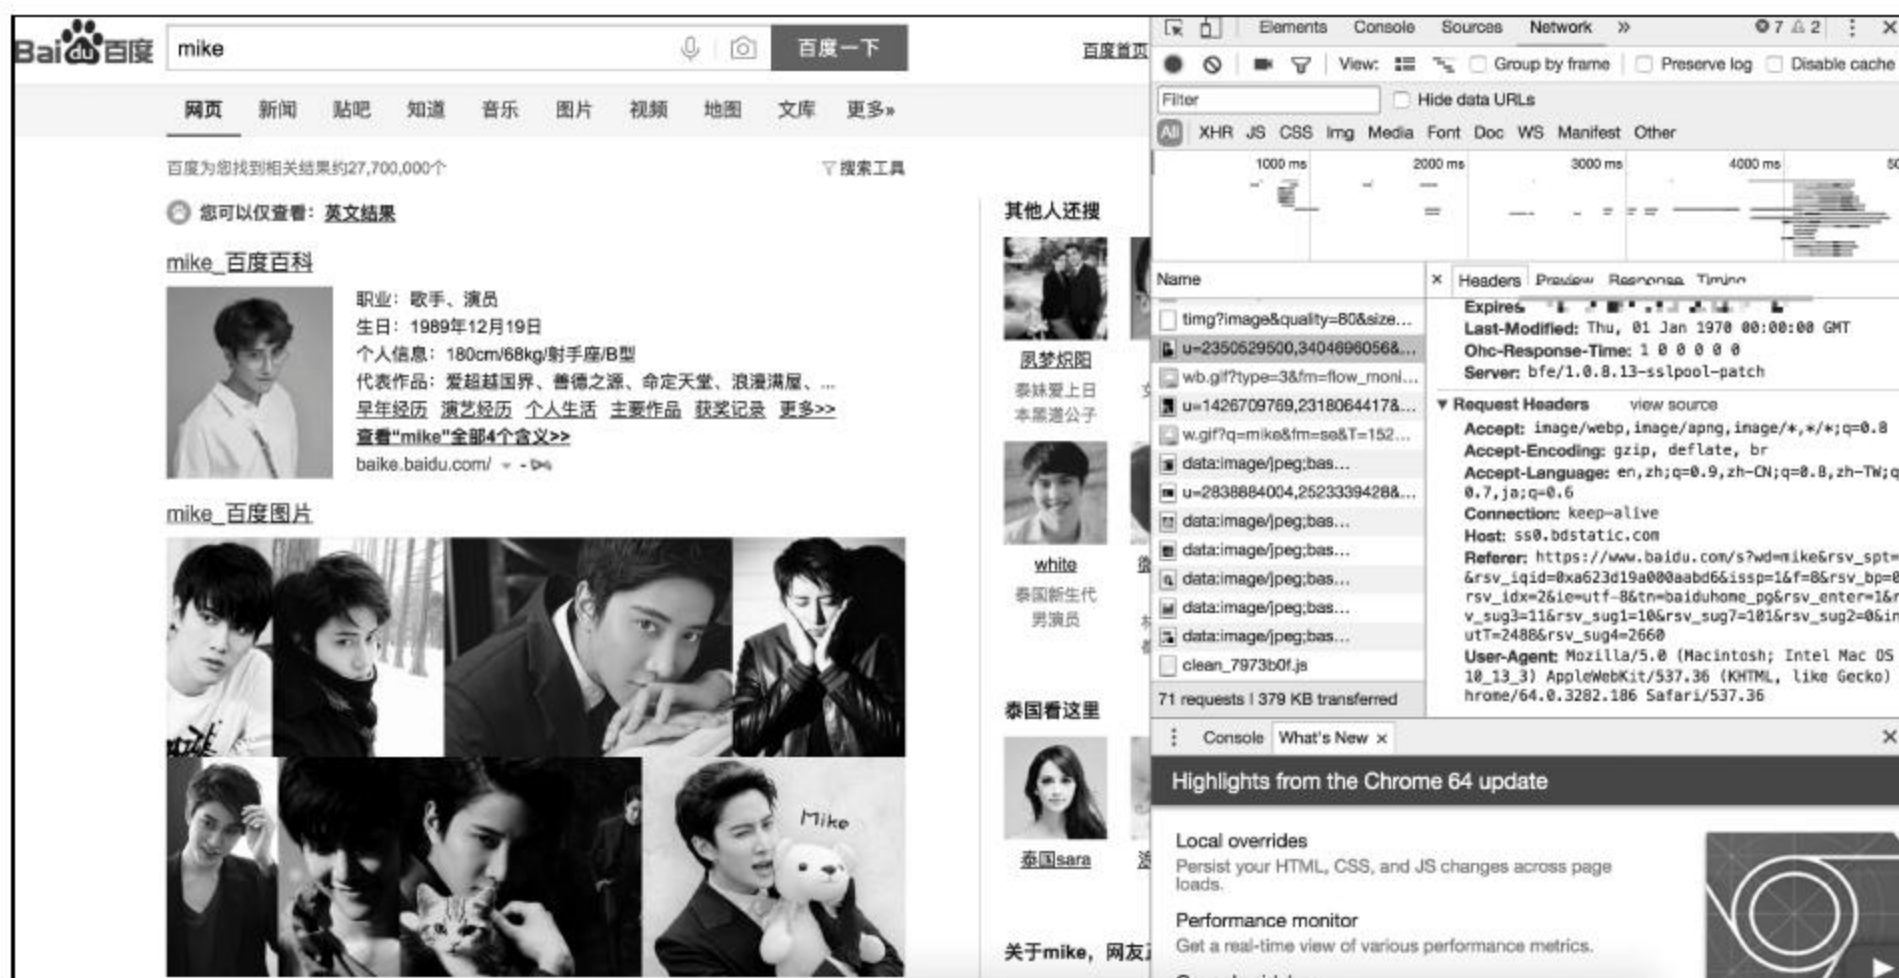 Bai du 百度
mike
百度一下
百度首页
网页 新闻 贴吧 知道 音乐 图片 视频 地图 文库 更多»
百度为您找到相关结果约27,700,000个
搜索工具
您可以仅查看：英文结果
mike_百度百科
职业：歌手、演员
生日：1989年12月19日
个人信息：180cm/68kg/射手座/B型
代表作品：爱超越国界、善德之源、命定天堂、浪漫满屋、...
早年经历 演艺经历 个人生活 主要作品 获奖记录 更多>>
查看“mike”全部4个含义>>
baike.baidu.com/
mike_百度图片
Mike
其他人还搜
夙梦炽阳
泰妹爱上日
本黑道公子
white
泰国新生代
男演员
泰国看这里
泰国sara
关于mike，网友
Elements Console Sources Network »
7 2
View: Group by frame Preserve log Disable cache
Filter
Hide data URLs
All XHR JS CSS Img Media Font Doc WS Manifest Other
1000 ms 2000 ms 3000 ms 4000 ms
Name
timg?image&quality=80&size...
u=2350529500,3404696056&...
wb.gif?type=3&fm=flow_moni...
u=1426709769,2318064417&...
w.gif?q=mike&fm=se&T=152...
data:image/jpeg;bas...
u=2838884004,2523339428&...
data:image/jpeg;bas...
data:image/jpeg;bas...
data:image/jpeg;bas...
data:image/jpeg;bas...
data:image/jpeg;bas...
clean_7973b0f.js
71 requests | 379 KB transferred
× Headers Preview Response Timing
Expires
Last-Modified: Thu, 01 Jan 1970 00:00:00 GMT
Ohc-Response-Time: 1 0 0 0 0 0
Server: bfe/1.0.8.13-sslpool-patch
▼ Request Headers view source
Accept: image/webp,image/apng,image/*,*/*;q=0.8
Accept-Encoding: gzip, deflate, br
Accept-Language: en,zh;q=0.9,zh-CN;q=0.8,zh-TW;q
0.7,ja;q=0.6
Connection: keep-alive
Host: ss0.bdstatic.com
Referer: https://www.baidu.com/s?wd=mike&rsv_spt=
&rsv_iqid=0xa623d19a000aabd6&issp=1&f=8&rsv_bp=0
rsv_idx=2&ie=utf-8&tn=baiduhome_pg&rsv_enter=1&r
v_sug3=11&rsv_sug1=10&rsv_sug7=101&rsv_sug2=0&in
utT=2488&rsv_sug4=2660
User-Agent: Mozilla/5.0 (Macintosh; Intel Mac OS
10_13_3) AppleWebKit/537.36 (KHTML, like Gecko)
hrome/64.0.3282.186 Safari/537.36
Console What's New ×
Highlights from the Chrome 64 update
Local overrides
Persist your HTML, CSS, and JS changes across page
loads.
Performance monitor
Get a real-time view of various performance metrics.